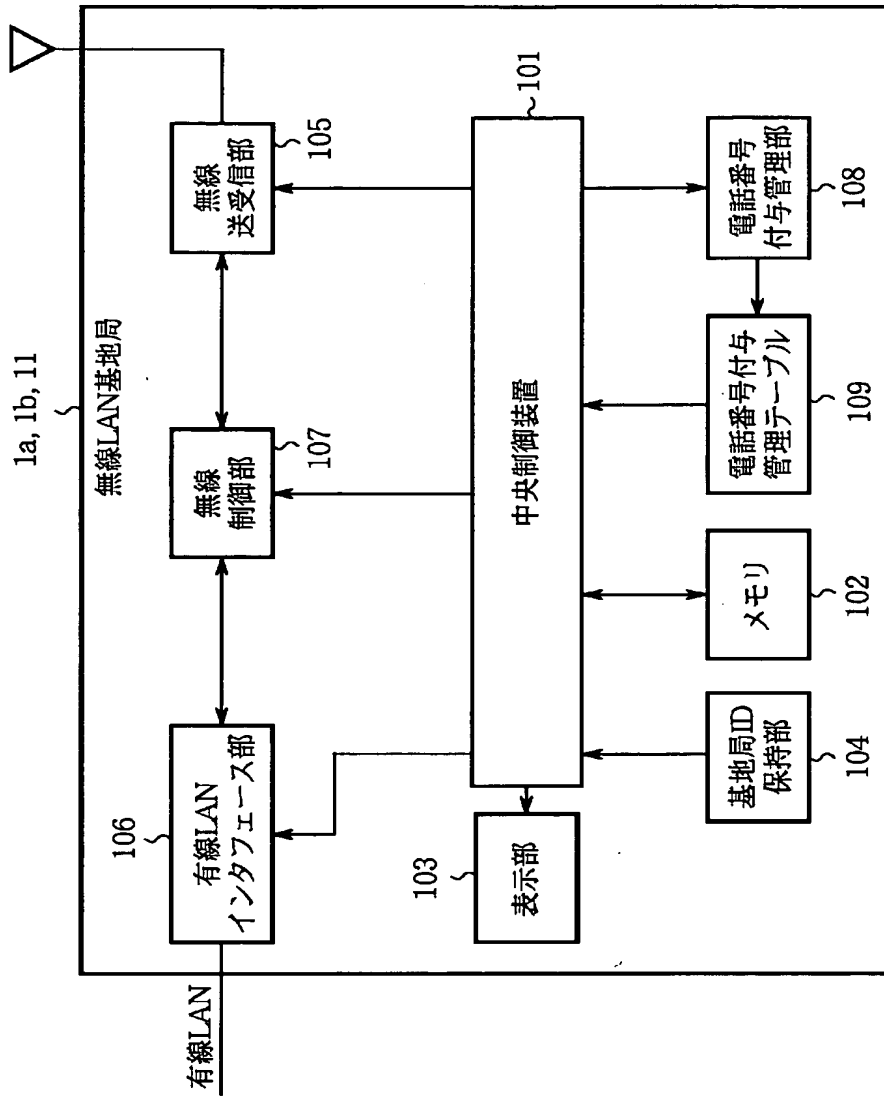 1a, 1b, 11
無線LAN基地局
有線LAN
106
有線LAN
インタフェース部
無線
制御部
107
無線
送受信部
105
中央制御装置
101
103
表示部
基地局ID
保持部
104
メモリ
102
電話番号付与
管理テーブル
109
電話番号
付与管理部
108